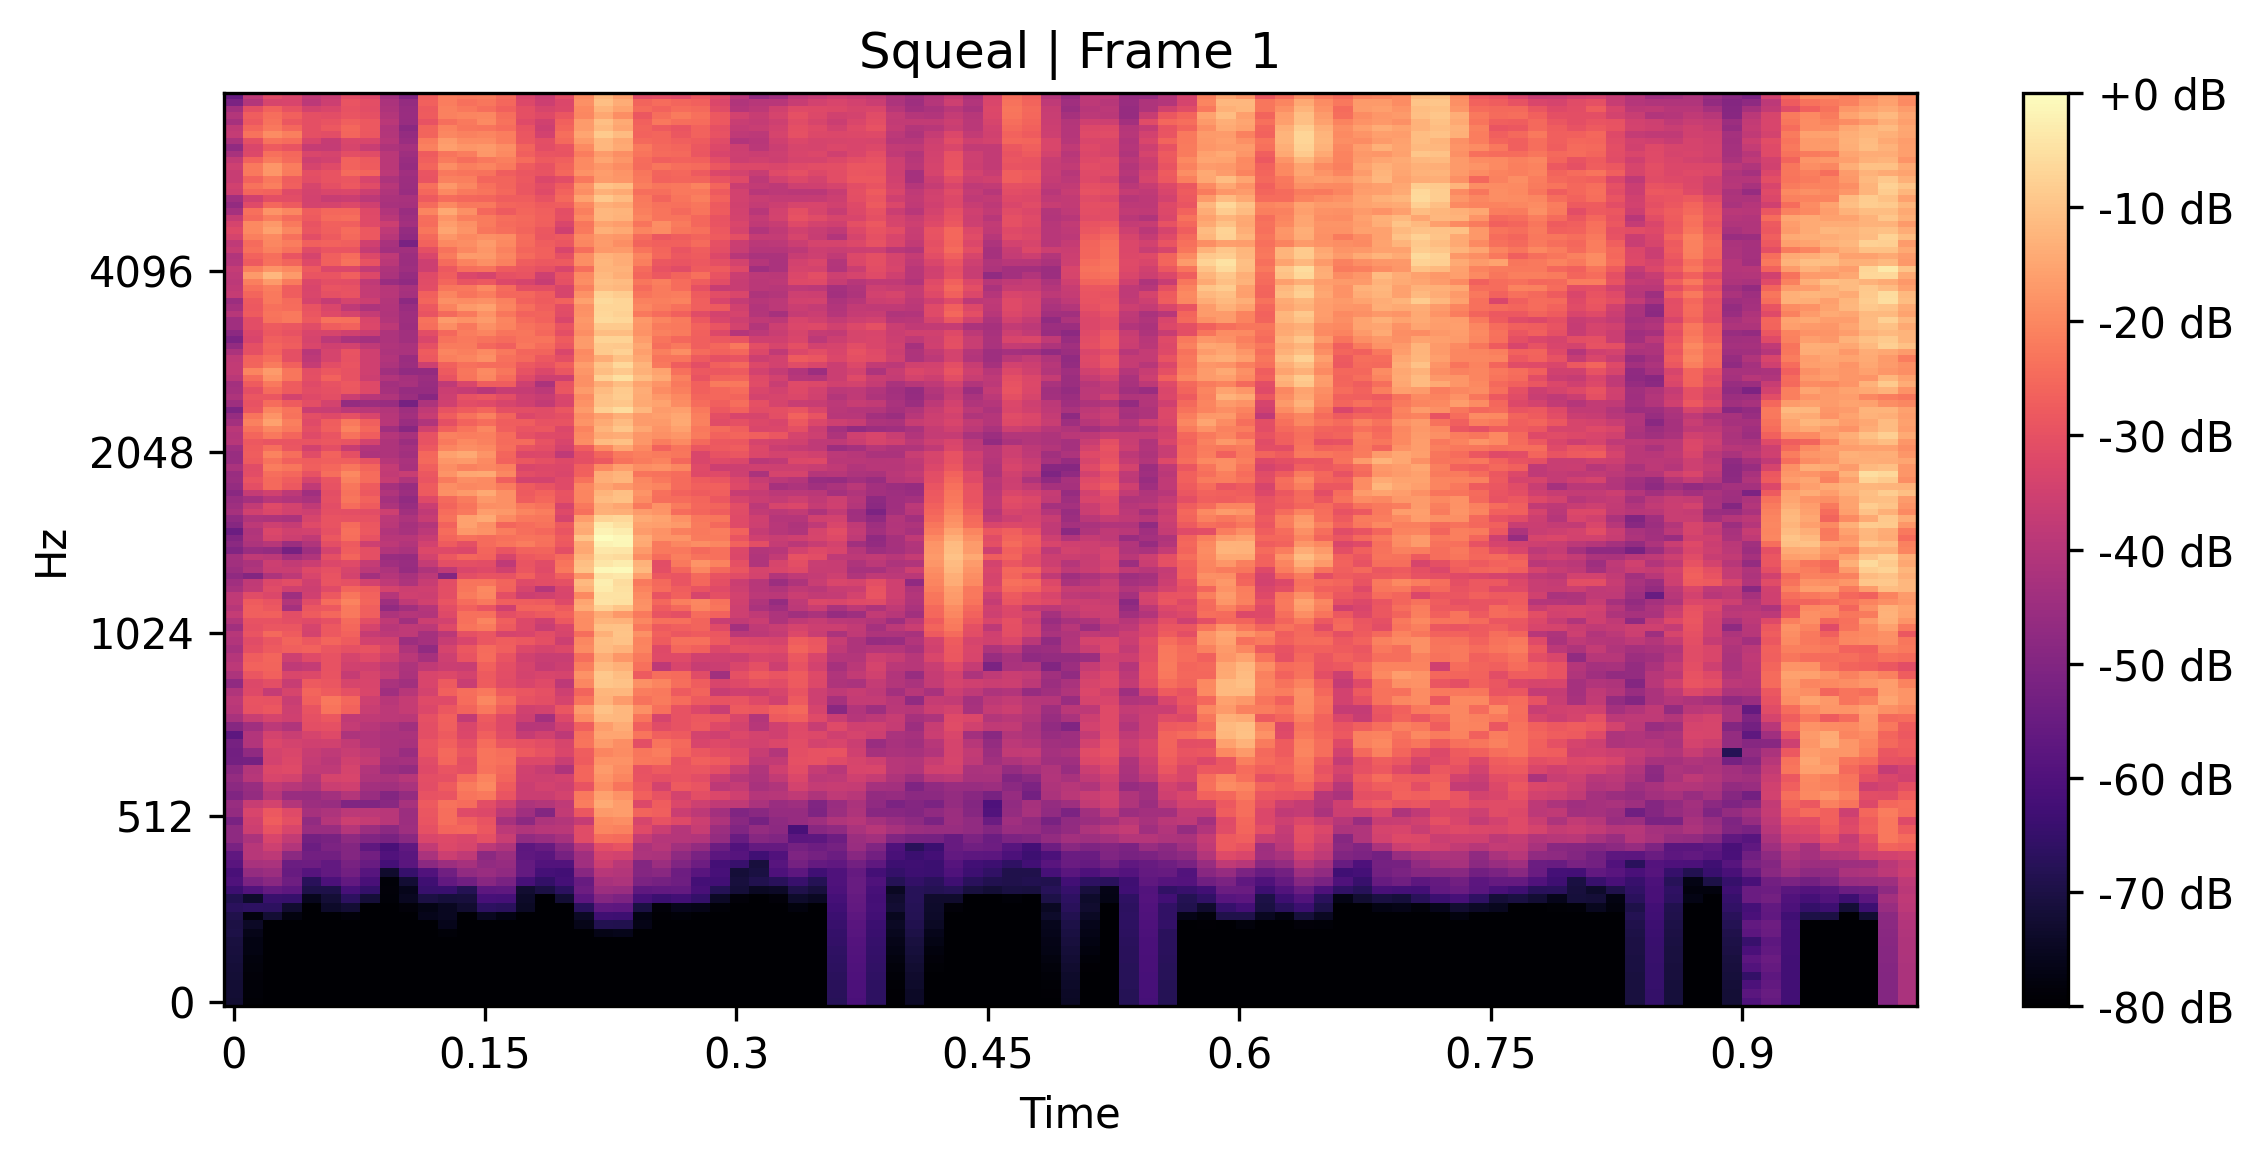 Squeal | Frame 1
+0 dB
-10 dB
-20 dB
-30 dB
-40 dB
-50 dB
-60 dB
-70 dB
-80 dB
Hz
4096
2048
1024
512
0
0 0.15 0.3 0.45 0.6 0.75 0.9
Time